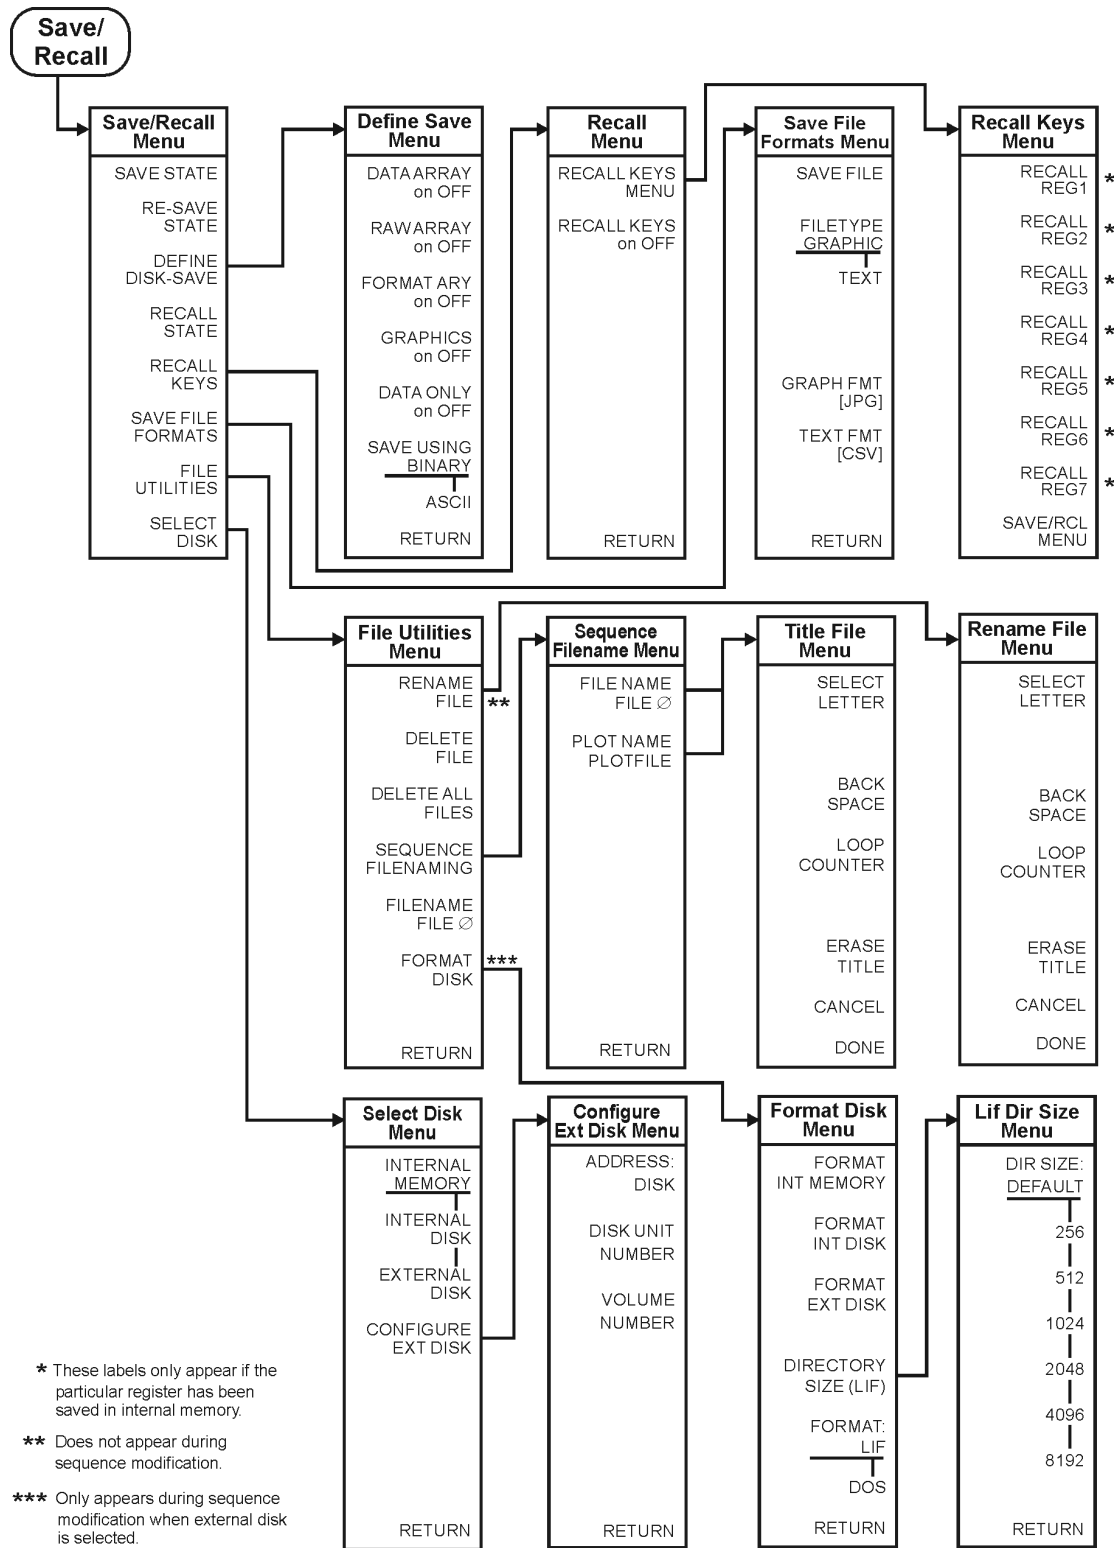 Save/
Recall
Save/Recall
Menu
SAVE STATE
RE-SAVE
STATE
DEFINE
DISK-SAVE
RECALL
STATE
RECALL
KEYS
SAVE FILE
FORMATS
FILE
UTILITIES
SELECT
DISK
Define Save
Menu
DATA ARRAY
on OFF
RAW ARRAY
on OFF
FORMAT ARY
on OFF
GRAPHICS
on OFF
DATA ONLY
on OFF
SAVE USING
BINARY
ASCII
RETURN
Recall
Menu
RECALL KEYS
MENU
RECALL KEYS
on OFF
RETURN
Save File
Formats Menu
SAVE FILE
FILETYPE
GRAPHIC
TEXT
GRAPH FMT
[JPG]
TEXT FMT
[CSV]
RETURN
Recall Keys
Menu
RECALL
REG1 *
RECALL
REG2 *
RECALL
REG3 *
RECALL
REG4 *
RECALL
REG5 *
RECALL
REG6 *
RECALL
REG7 *
SAVE/RCL
MENU
File Utilities
Menu
RENAME
FILE **
DELETE
FILE
DELETE ALL
FILES
SEQUENCE
FILENAMING
FILENAME
FILE ∅
FORMAT ***
DISK
RETURN
Sequence
Filename Menu
FILE NAME
FILE ∅
PLOT NAME
PLOTFILE
RETURN
Title File
Menu
SELECT
LETTER
BACK
SPACE
LOOP
COUNTER
ERASE
TITLE
CANCEL
DONE
Rename File
Menu
SELECT
LETTER
BACK
SPACE
LOOP
COUNTER
ERASE
TITLE
CANCEL
DONE
Select Disk
Menu
INTERNAL
MEMORY
INTERNAL
DISK
EXTERNAL
DISK
CONFIGURE
EXT DISK
RETURN
Configure
Ext Disk Menu
ADDRESS:
DISK
DISK UNIT
NUMBER
VOLUME
NUMBER
RETURN
Format Disk
Menu
FORMAT
INT MEMORY
FORMAT
INT DISK
FORMAT
EXT DISK
DIRECTORY
SIZE (LIF)
FORMAT:
LIF
DOS
RETURN
Lif Dir Size
Menu
DIR SIZE:
DEFAULT
256
512
1024
2048
4096
8192
RETURN
* These labels only appear if the
particular register has been
saved in internal memory.
** Does not appear during
sequence modification.
*** Only appears during sequence
modification when external disk
is selected.